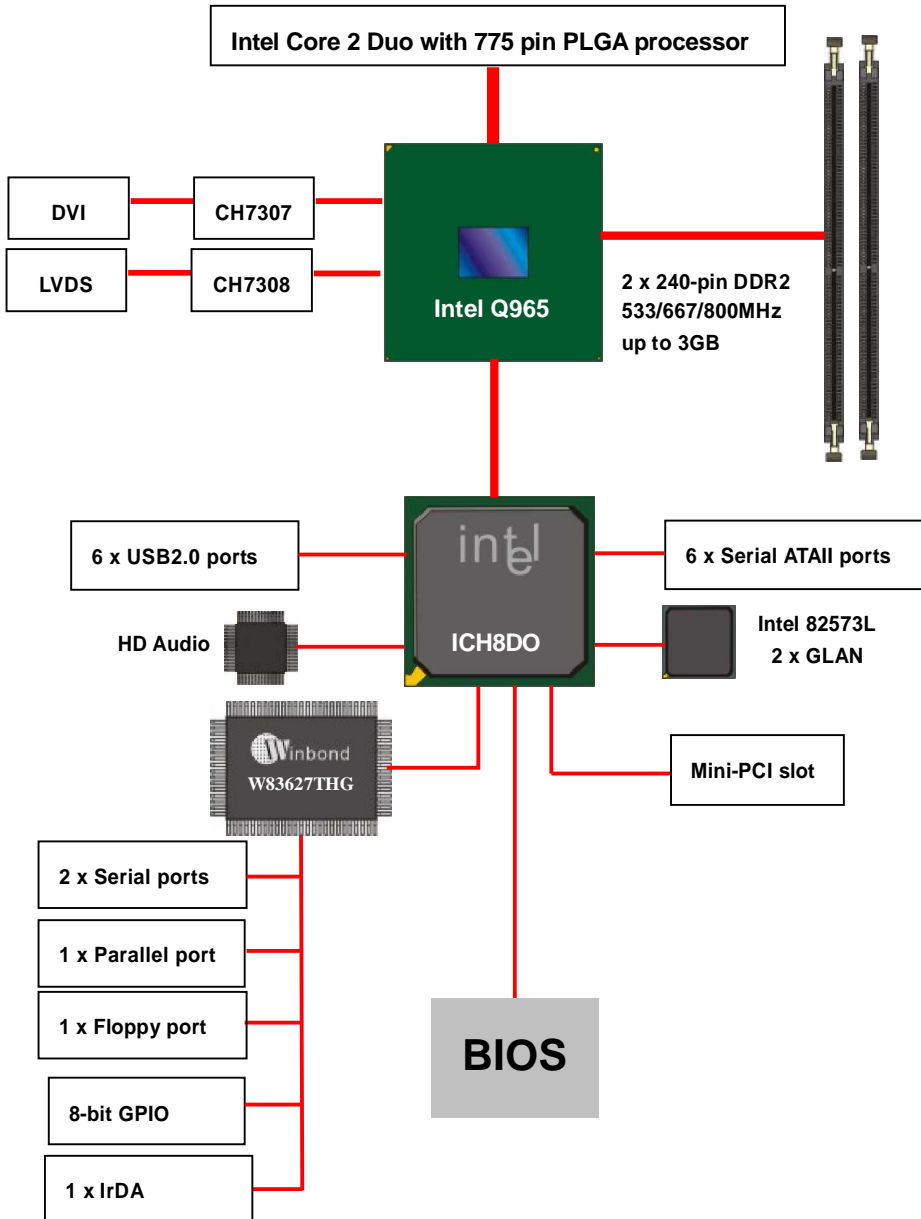 Intel Core 2 Duo with 775 pin PLGA processor
DVI
CH7307
LVDS
CH7308
Intel Q965
2 x 240-pin DDR2
533/667/800MHz
up to 3GB
6 x USB2.0 ports
intel
6 x Serial ATAII ports
HD Audio
ICH8DO
Intel 82573L
2 x GLAN
Winbond
W83627THG
Mini-PCI slot
2 x Serial ports
1 x Parallel port
1 x Floppy port
BIOS
8-bit GPIO
1 x IrDA